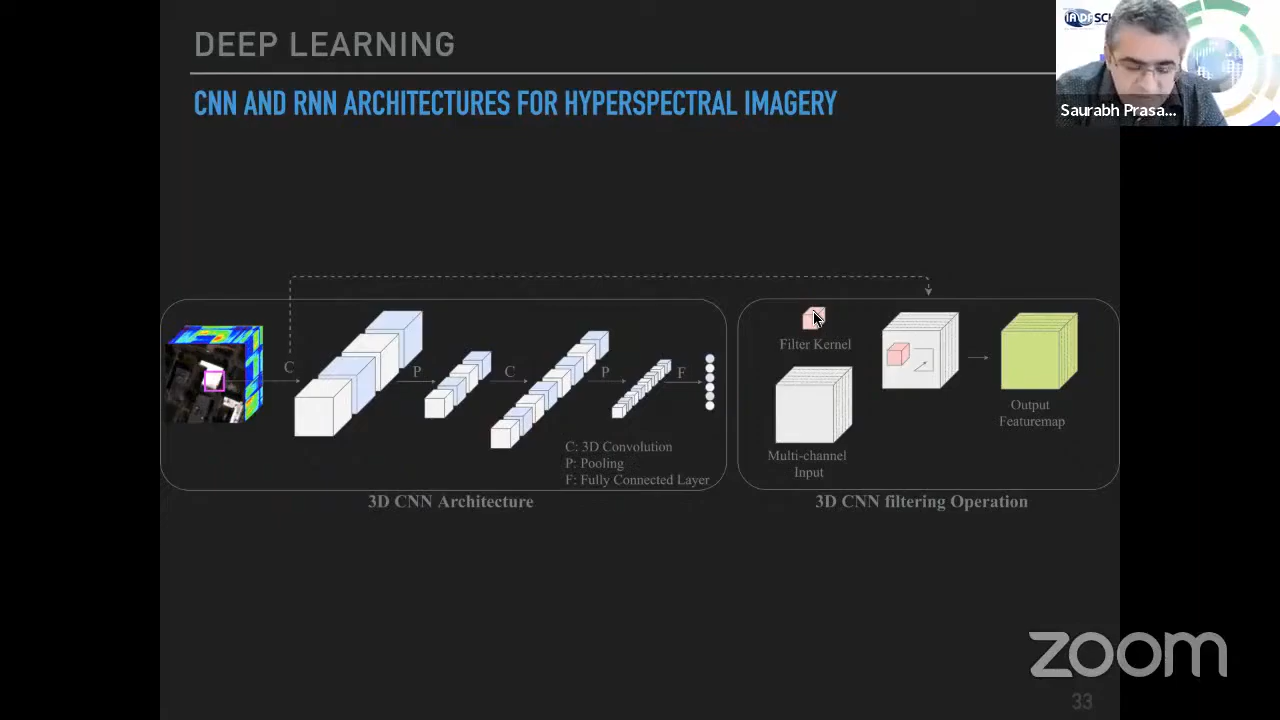 DEEP LEARNING
CNN AND RNN ARCHITECTURES FOR HYPERSPECTRAL IMAGERY
Saurabh Prasa...
C
P
C
P
F
C: 3D Convolution
P: Pooling
F: Fully Connected Layer
3D CNN Architecture
Filter Kernel
Multi-channel
Input
Output
Featuremap
3D CNN filtering Operation
zoom
33